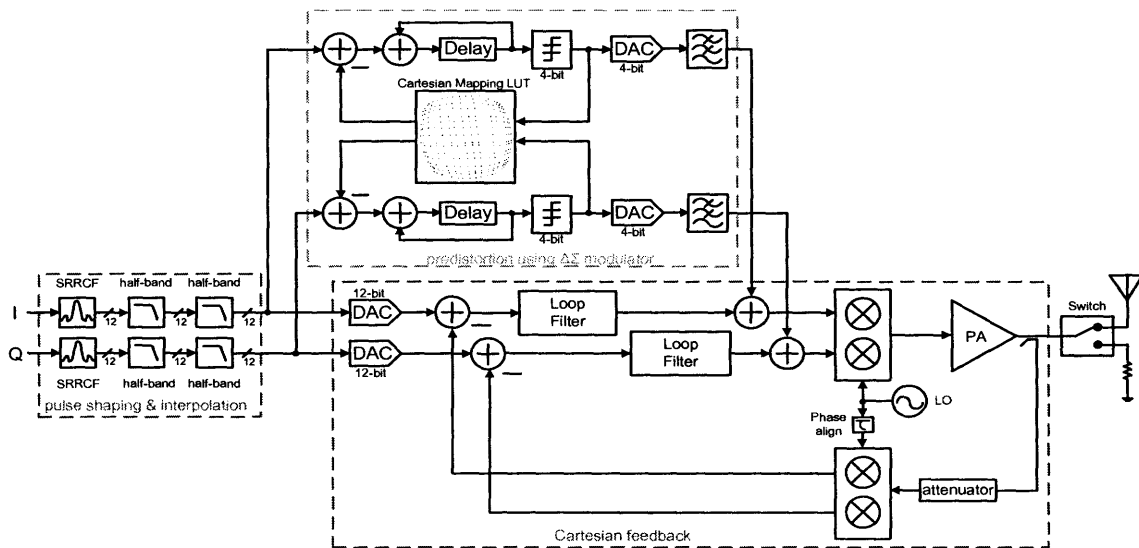 Delay
4-bit
DAC
4-bit
Cartesian Mapping LUT
Delay
4-bit
DAC
4-bit
predistortion using ΔΣ modulator
SRRCF
half-band
half-band
I
12
12
12
Q
12
12
12
SRRCF
half-band
half-band
pulse shaping & interpolation
12-bit
DAC
DAC
12-bit
Loop
Filter
Loop
Filter
PA
Switch
LO
Phase
align
τ
attenuator
Cartesian feedback